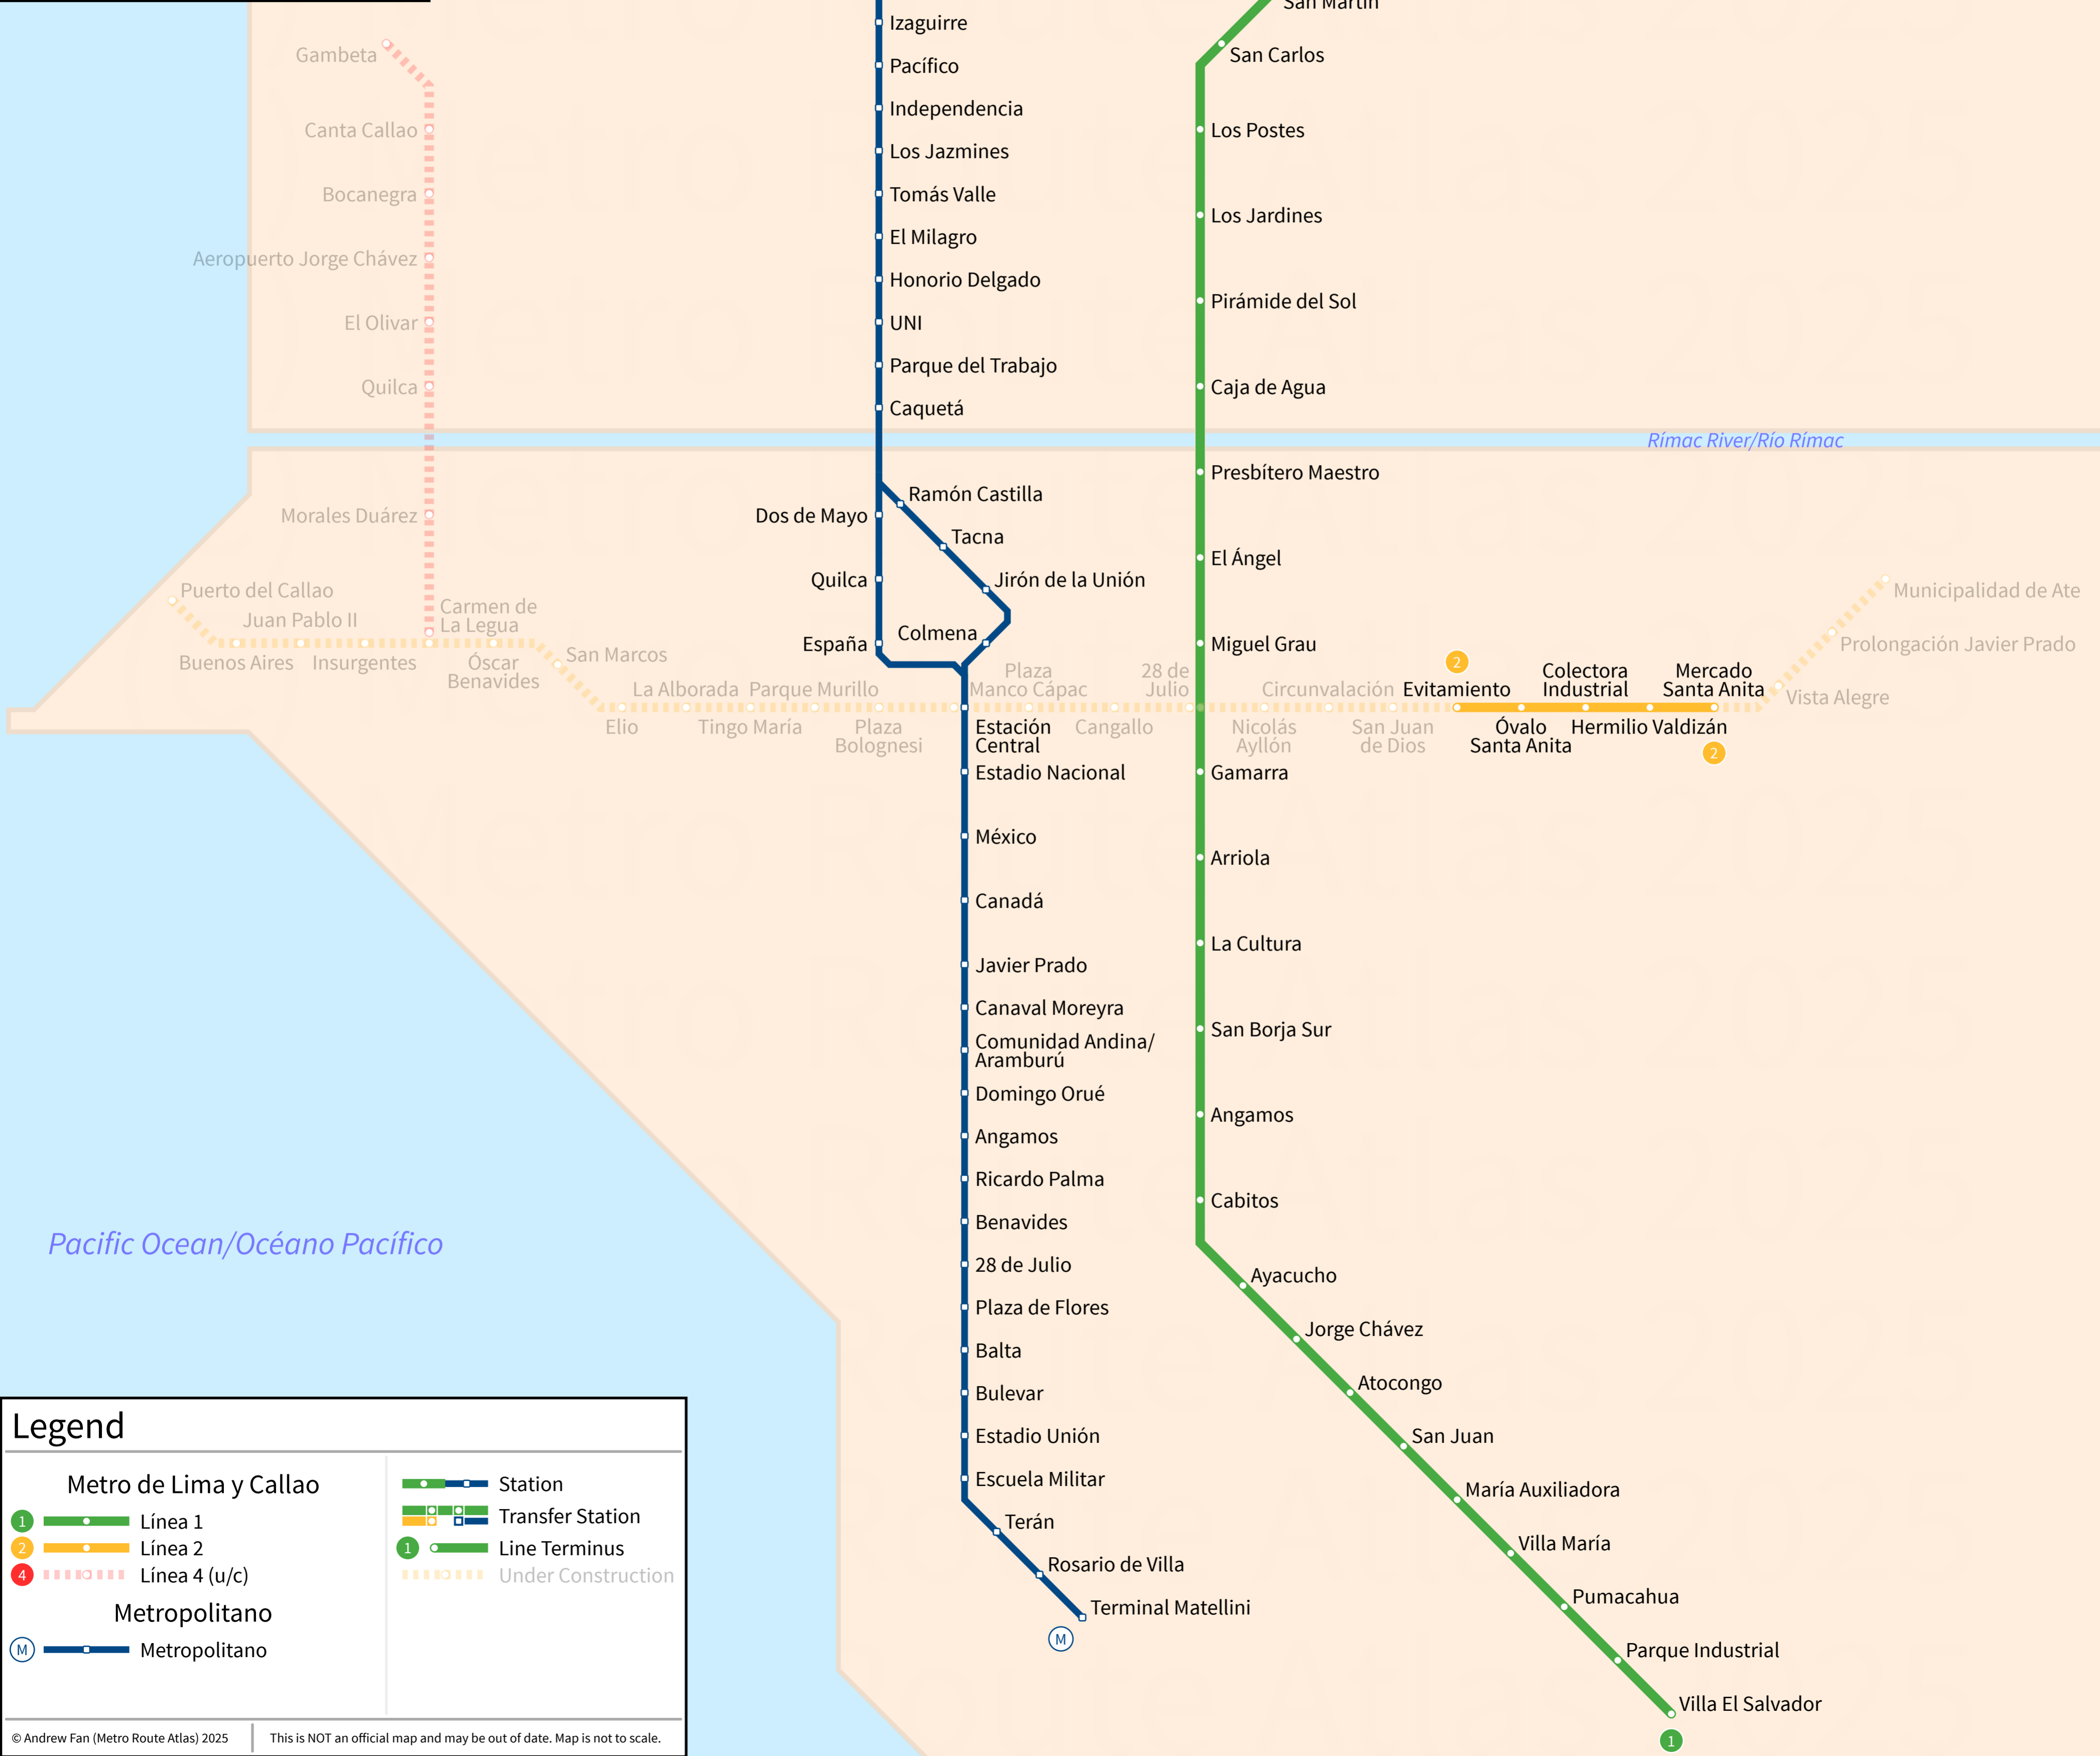 San Martín
Izaguirre
San Carlos
Gambeta
Pacífico
Independencia
Canta Callao
Los Postes
Los Jazmines
Bocanegra
Tomás Valle
Los Jardines
El Milagro
Aeropuerto Jorge Chávez
Honorio Delgado
Pirámide del Sol
El Olivar
UNI
Parque del Trabajo
Quilca
Caja de Agua
Caquetá
Rímac River/Río Rímac
Presbítero Maestro
Ramón Castilla
Morales Duárez
Dos de Mayo
Tacna
El Ángel
Quilca
Jirón de la Unión
Puerto del Callao
Municipalidad de Ate
Carmen de
La Legua
Juan Pablo II
Colmena
España
Miguel Grau
Prolongación Javier Prado
Buenos Aires
Insurgentes
Óscar
Benavides
San Marcos
2
Plaza
Manco Cápac
28 de
Julio
Colectora
Industrial
Mercado
Santa Anita
La Alborada
Parque Murillo
Circunvalación
Evitamiento
Vista Alegre
Elio
Tingo María
Plaza
Bolognesi
Estación
Central
Cangallo
Nicolás
Ayllón
San Juan
de Dios
Óvalo
Santa Anita
Hermilio Valdizán
2
Estadio Nacional
Gamarra
México
Arriola
Canadá
La Cultura
Javier Prado
Canaval Moreyra
San Borja Sur
Comunidad Andina/
Aramburú
Domingo Orué
Angamos
Angamos
Ricardo Palma
Cabitos
Benavides
Pacific Ocean/Océano Pacífico
28 de Julio
Ayacucho
Plaza de Flores
Jorge Chávez
Balta
Atocongo
Bulevar
Estadio Unión
San Juan
Escuela Militar
María Auxiliadora
Terán
Villa María
Rosario de Villa
Pumacahua
Terminal Matellini
M
Parque Industrial
Villa El Salvador
1
Legend
Metro de Lima y Callao
1 Línea 1
2 Línea 2
4 Línea 4 (u/c)
Metropolitano
M Metropolitano
Station
Transfer Station
1 Line Terminus
Under Construction
© Andrew Fan (Metro Route Atlas) 2025
This is NOT an official map and may be out of date. Map is not to scale.